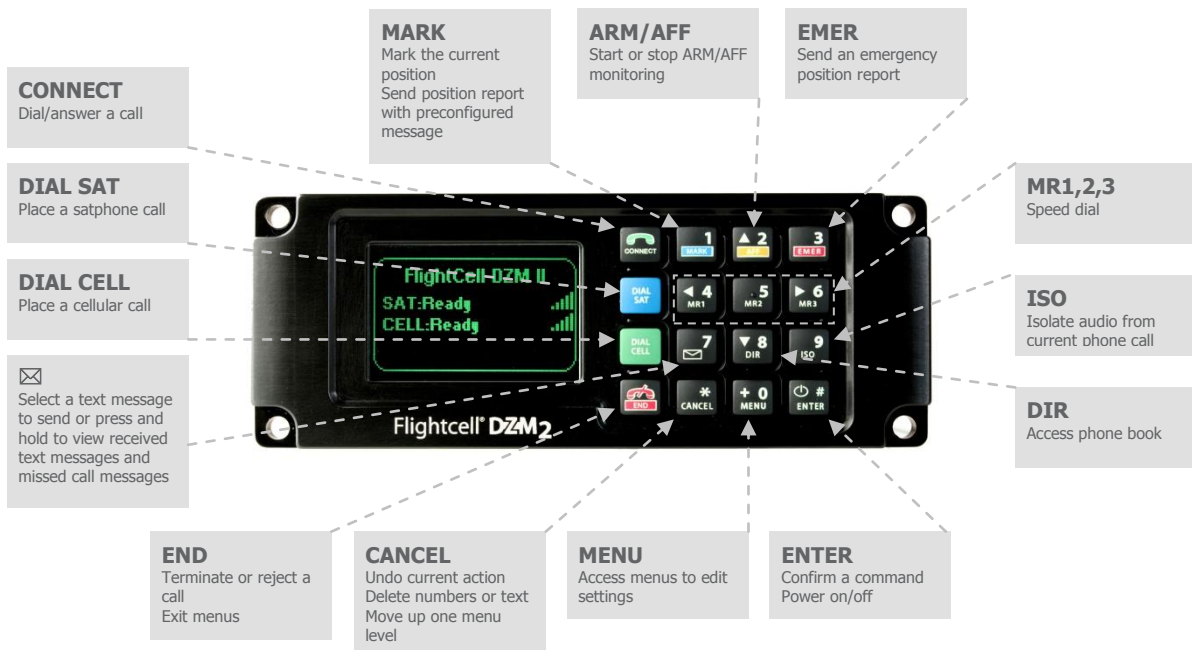 MARK
Mark the current
position
Send position report
with preconfigured
message
ARM/AFF
Start or stop ARM/AFF
monitoring
EMER
Send an emergency
position report
CONNECT
Dial/answer a call
DIAL SAT
Place a satphone call
DIAL CELL
Place a cellular call
Select a text message
to send or press and
hold to view received
text messages and
missed call messages
MR1,2,3
Speed dial
ISO
Isolate audio from
current phone call
DIR
Access phone book
FlightCell DZM II
SAT:Ready
CELL:Ready
Flightcell® DZM2
CONNECT
1
MARK
▲ 2
AFF
3
EMER
DIAL
SAT
◀ 4
MR1
5
MR2
▶ 6
MR3
DIAL
CELL
7
▼ 8
DIR
9
ISO
END
*
CANCEL
+ 0
MENU
#
ENTER
END
Terminate or reject a
call
Exit menus
CANCEL
Undo current action
Delete numbers or text
Move up one menu
level
MENU
Access menus to edit
settings
ENTER
Confirm a command
Power on/off